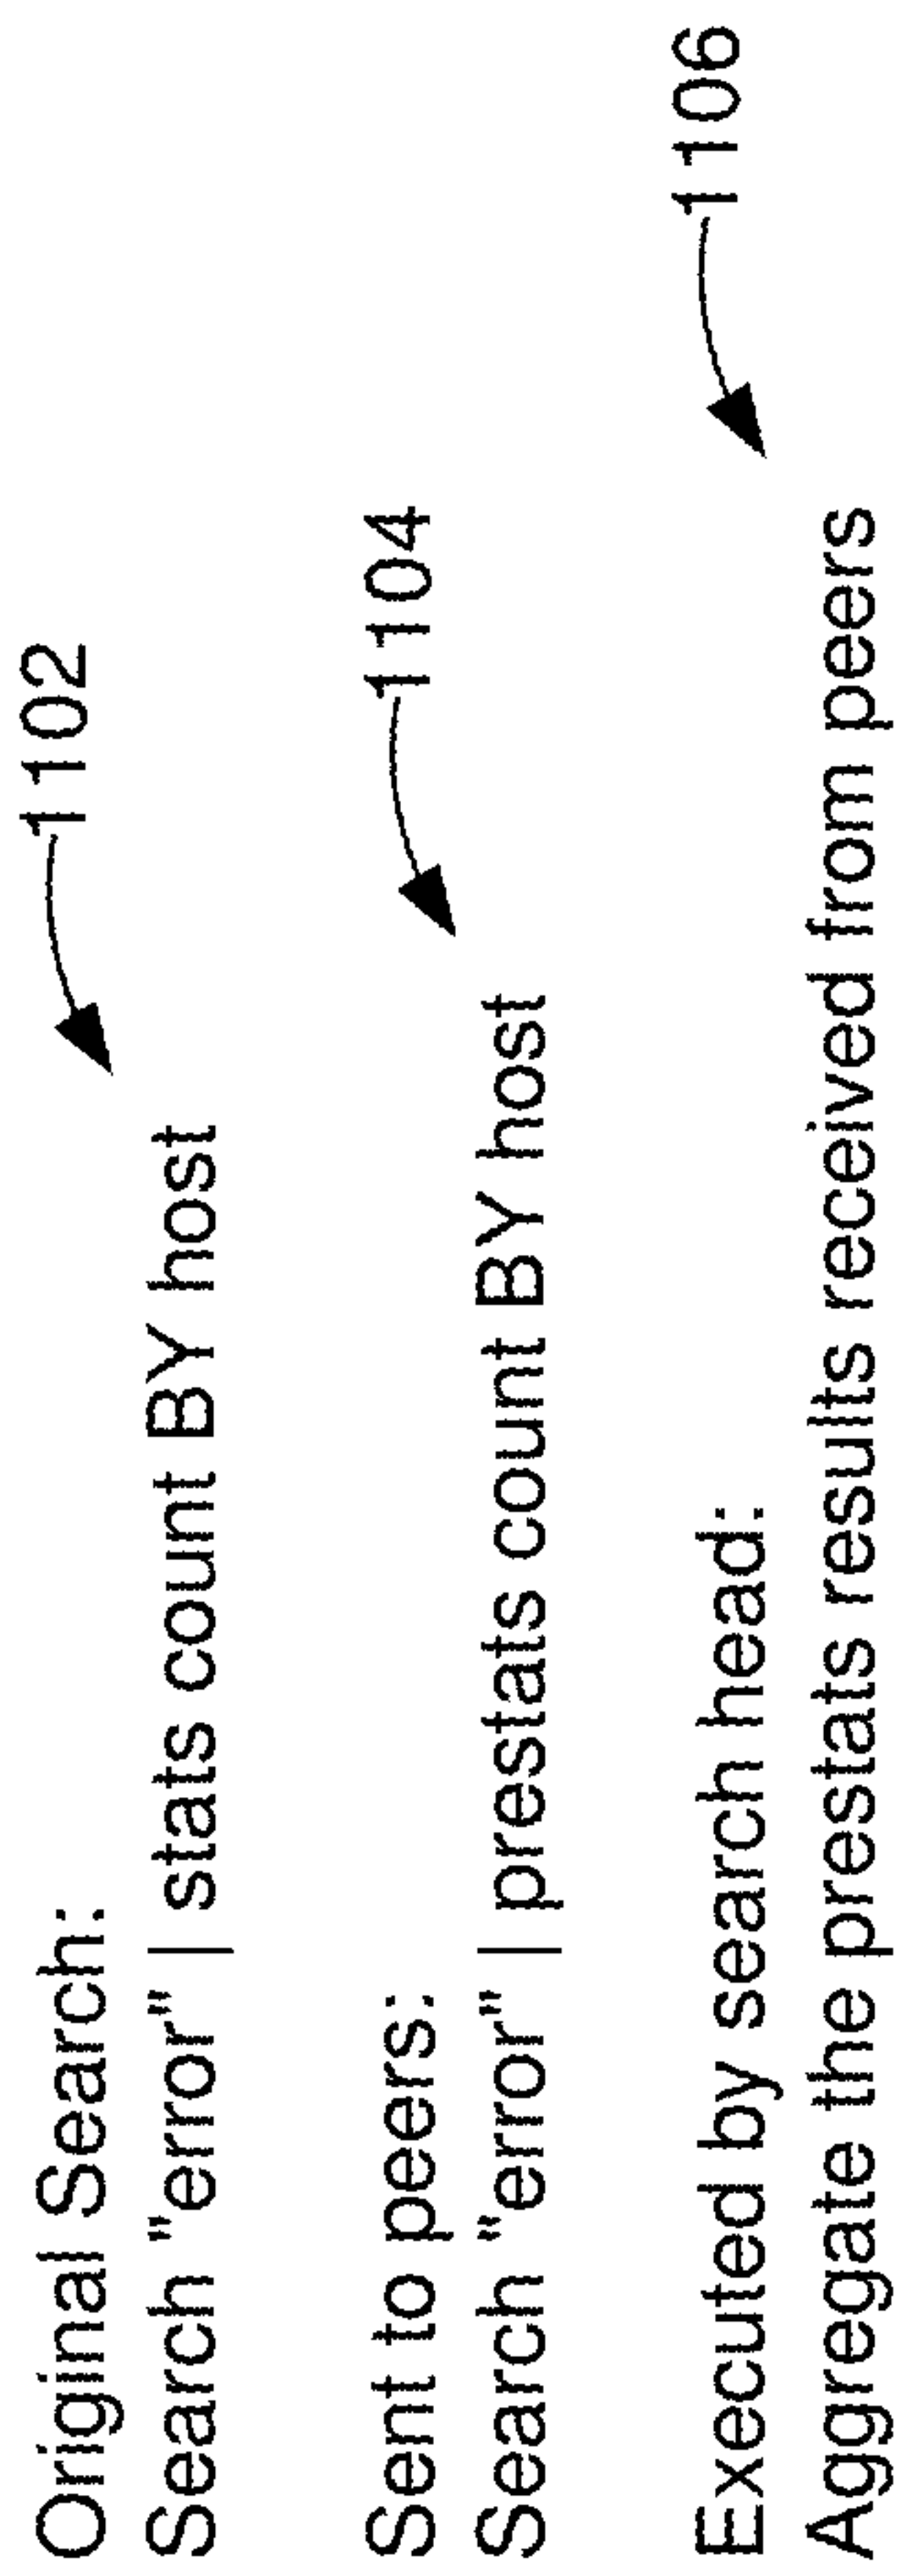 Original Search: 1102
Search "error" | stats count BY host
Sent to peers: 1104
Search "error" | prestats count BY host
Executed by search head: 1106
Aggregate the prestats results received from peers